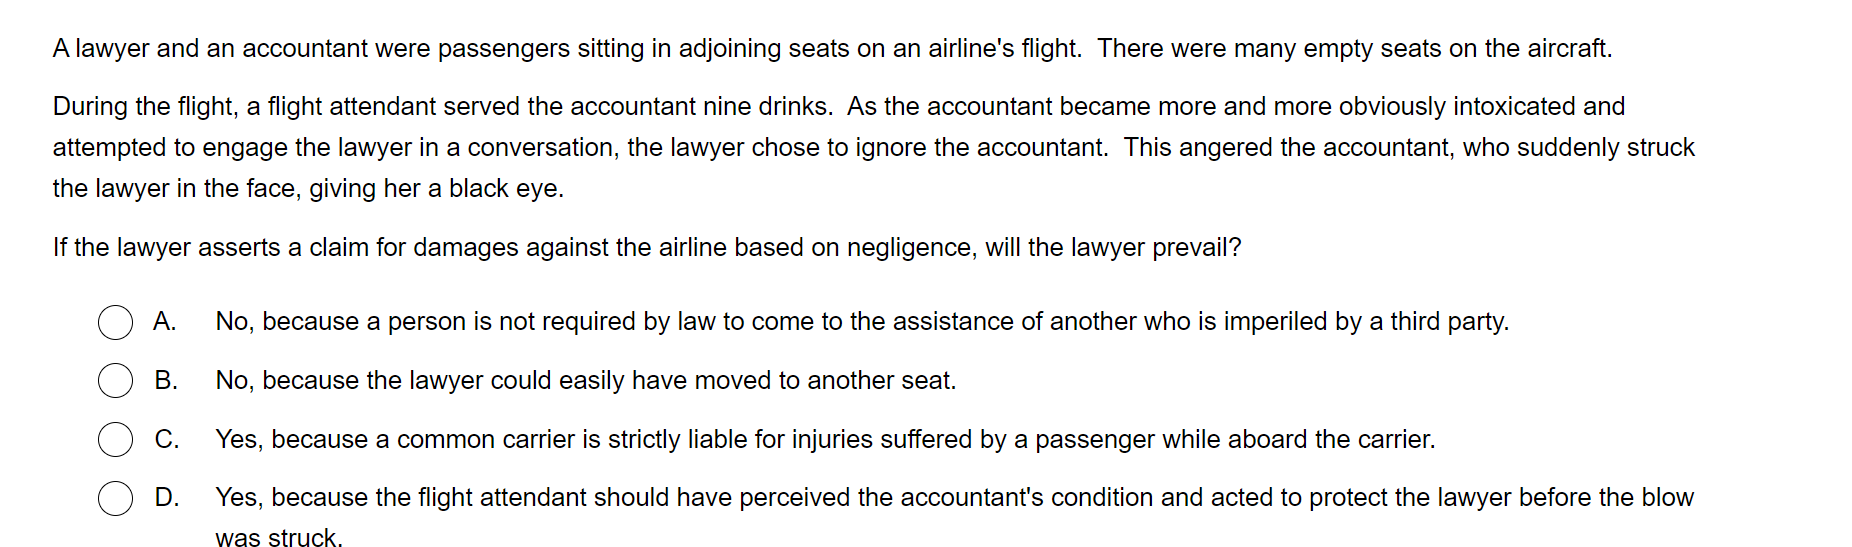 A lawyer and an accountant were passengers sitting in adjoining seats on an airline's flight.  There were many empty seats on the aircraft.
During the flight, a flight attendant served the accountant nine drinks.  As the accountant became more and more obviously intoxicated and
attempted to engage the lawyer in a conversation, the lawyer chose to ignore the accountant.  This angered the accountant, who suddenly struck
the lawyer in the face, giving her a black eye.
If the lawyer asserts a claim for damages against the airline based on negligence, will the lawyer prevail?
A. No, because a person is not required by law to come to the assistance of another who is imperiled by a third party.
B. No, because the lawyer could easily have moved to another seat.
C. Yes, because a common carrier is strictly liable for injuries suffered by a passenger while aboard the carrier.
D. Yes, because the flight attendant should have perceived the accountant's condition and acted to protect the lawyer before the blow
was struck.